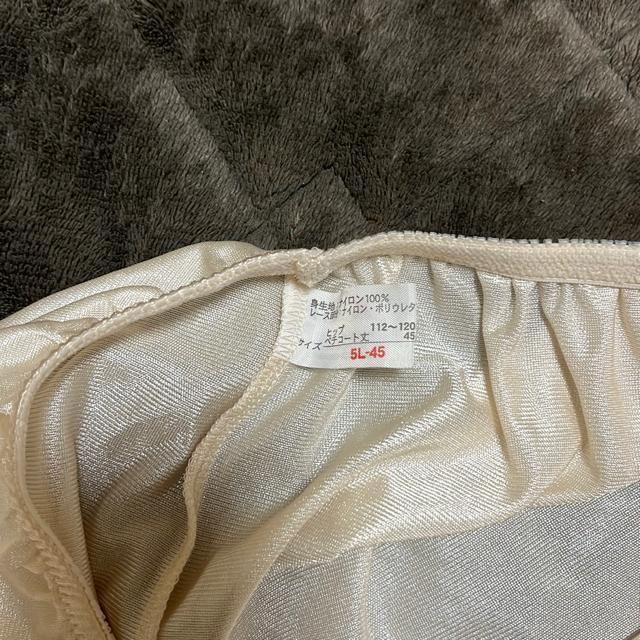 身生地 ナイロン100%
レース部 ナイロン・ポリウレタ
ヒップ 112～120
ペチコート丈 45
サイズ 5L-45